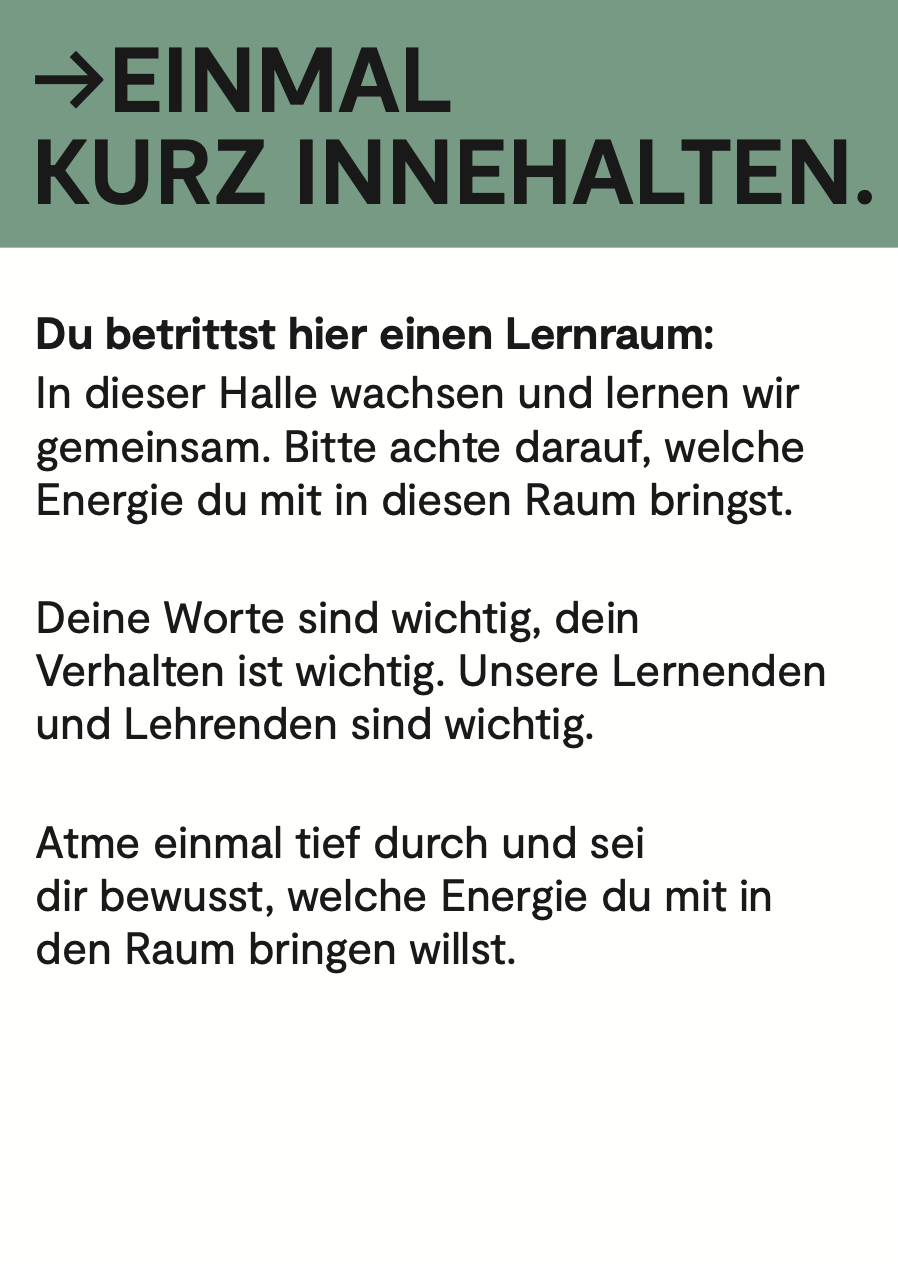 →EINMAL
KURZ INNEHALTEN.
Du betrittst hier einen Lernraum:
In dieser Halle wachsen und lernen wir
gemeinsam. Bitte achte darauf, welche
Energie du mit in diesen Raum bringst.
Deine Worte sind wichtig, dein
Verhalten ist wichtig. Unsere Lernenden
und Lehrenden sind wichtig.
Atme einmal tief durch und sei
dir bewusst, welche Energie du mit in
den Raum bringen willst.